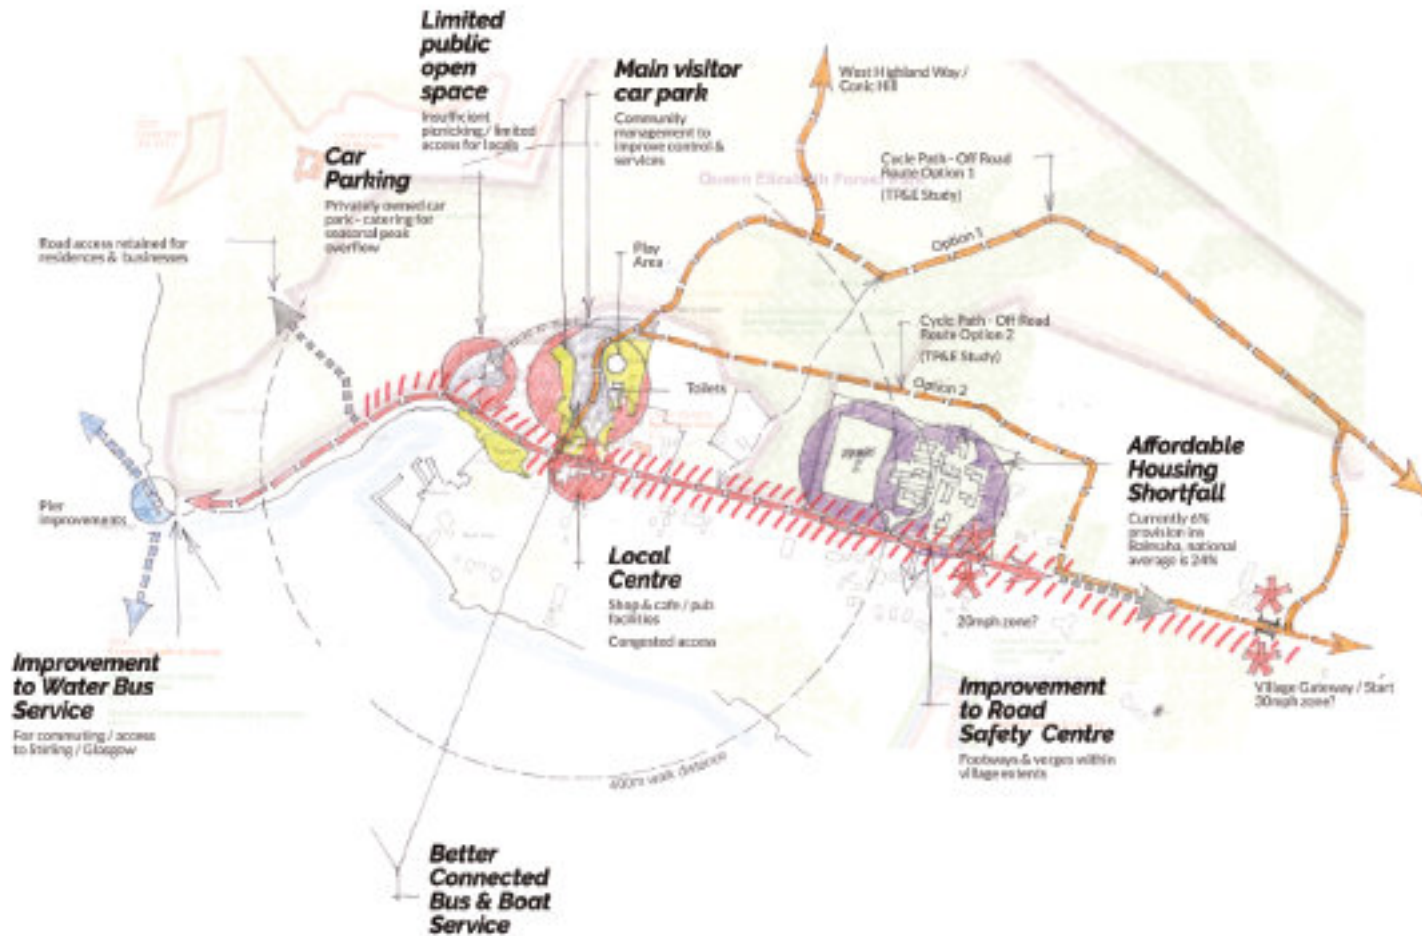 Limited
public
open
space
Insufficient
picnicking / limited
access for locals
Main visitor
car park
Community
management to
improve control &
services
West Highland Way /
Conic Hill
Car
Parking
Privately owned car
park - catering for
seasonal peak
overflow
Cycle Path - Off Road
Route Option 1
(TP&E Study)
Queen Elizabeth Forest
Road access retained for
residences & businesses
Play
Area
Option 1
Cycle Path - Off Road
Route Option 2
(TP&E Study)
Toilets
Option 2
Affordable
Housing
Shortfall
Currently 6%
provision inn
Balmaha, national
average is 24%
Pier
improvements
Local
Centre
Shop & cafe / pub
facilities
Congested access
20mph zone?
Improvement
to Water Bus
Service
For commuting / access
to Stirling / Glasgow
Improvement
to Road
Safety Centre
Footways & verges within
village extents
Village Gateway / Start
30mph zone?
400m walk distance
Better
Connected
Bus & Boat
Service